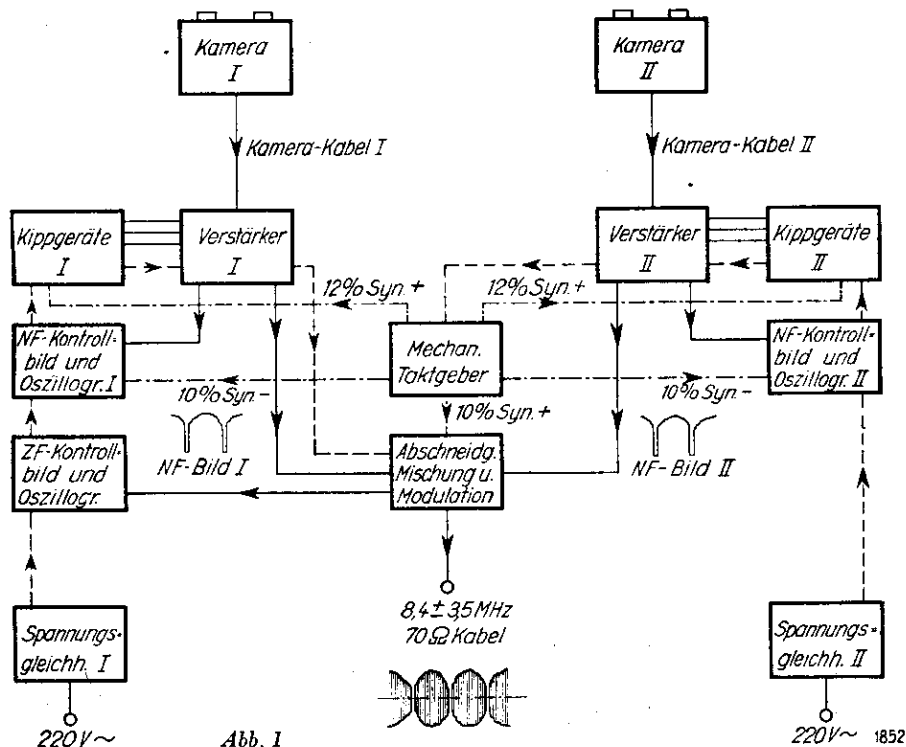 Kamera
I
Kamera
II
Kamera-Kabel I
Kamera-Kabel II
Kippgeräte
I
Verstärker
I
Verstärker
II
Kippgeräte
II
12% Syn.+
12% Syn.+
NF-Kontroll=
bild und
Oszillogr. I
Mechan.
Taktgeber
NF-Kontroll=
bild und
Oszillogr. II
10% Syn.-
10% Syn.-
10% Syn.+
NF-Bild I
NF-Bild II
ZF-Kontroll=
bild und
Oszillogr.
Abschneidg.
Mischung u.
Modulation
8,4 ± 3,5 MHz
70 Ω Kabel
Spannungs=
gleichh. I
Spannungs=
gleichh. II
220 V ~
Abb. 1
220 V ~
1852